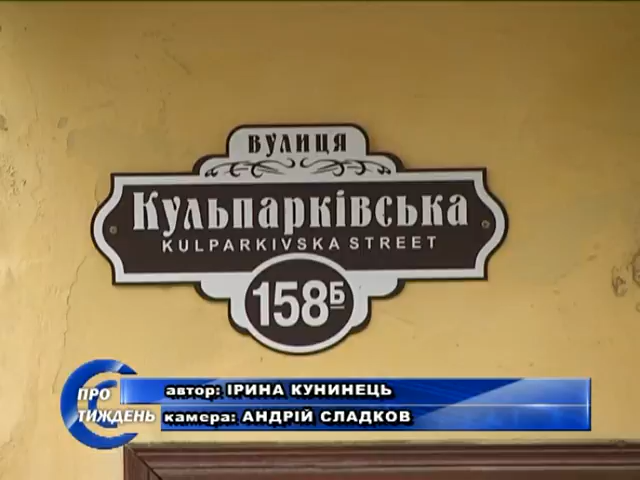 вулиця
Кульпарківська
KULPARKIVSKA STREET
158Б
ПРО
ТИЖДЕНЬ
автор: ІРИНА КУНИНЕЦЬ
камера: АНДРІЙ СЛАДКОВ